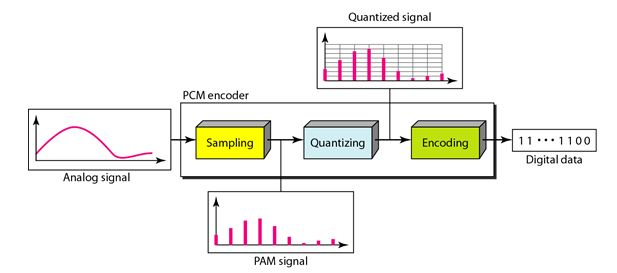 Quantized signal
PCM encoder
Sampling
Quantizing
Encoding
11 ••• 1100
Digital data
Analog signal
PAM signal